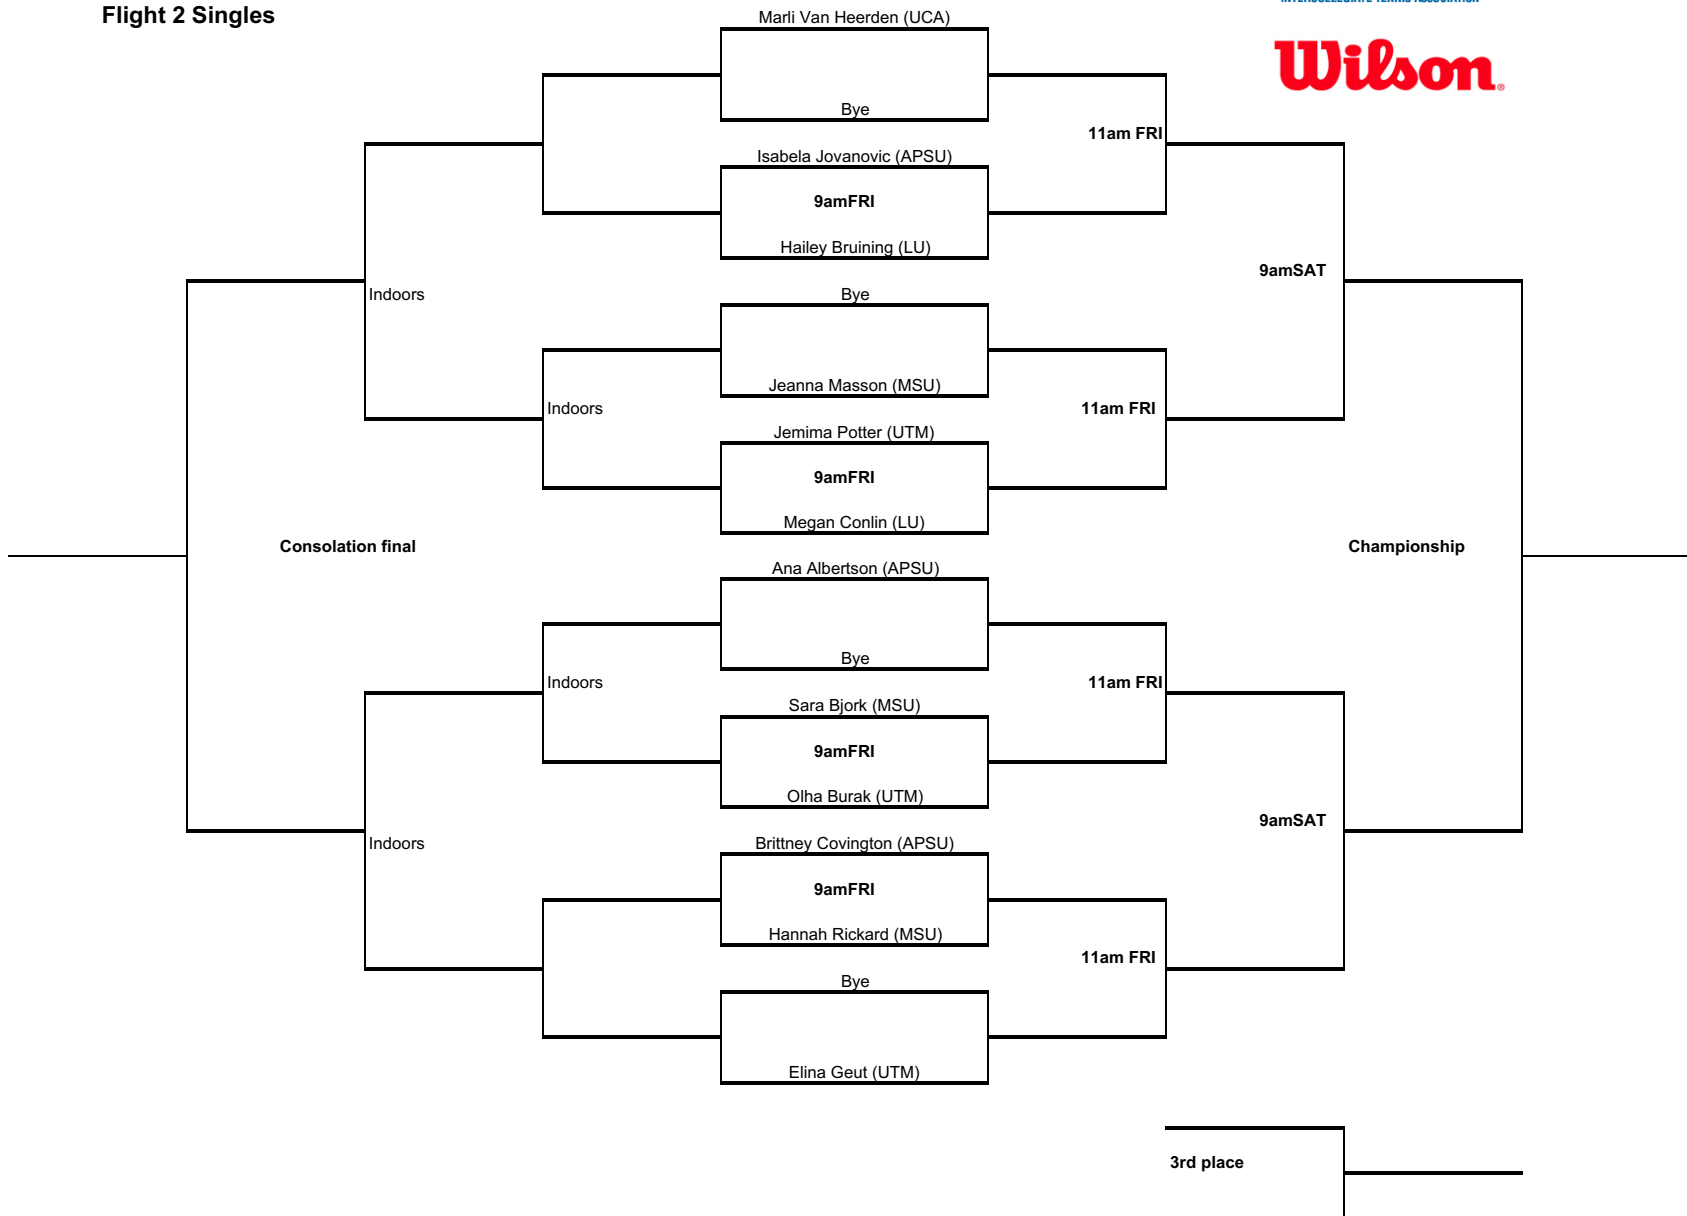 INTERCOLLEGIATE TENNIS ASSOCIATION
Flight 2 Singles
Wilson®
Marli Van Heerden (UCA)
Bye
11am FRI
Isabela Jovanovic (APSU)
9amFRI
Hailey Bruining (LU)
9amSAT
Indoors
Bye
Jeanna Masson (MSU)
Indoors
11am FRI
Jemima Potter (UTM)
9amFRI
Megan Conlin (LU)
Consolation final
Championship
Ana Albertson (APSU)
Bye
Indoors
11am FRI
Sara Bjork (MSU)
9amFRI
Olha Burak (UTM)
9amSAT
Indoors
Brittney Covington (APSU)
9amFRI
Hannah Rickard (MSU)
11am FRI
Bye
Elina Geut (UTM)
3rd place